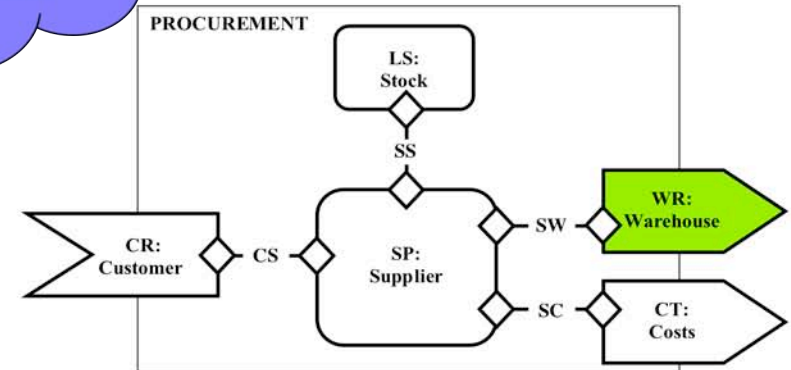 PROCUREMENT
LS:
Stock
SS
WR:
Warehouse
SW
CR:
Customer
CS
SP:
Supplier
SC
CT:
Costs